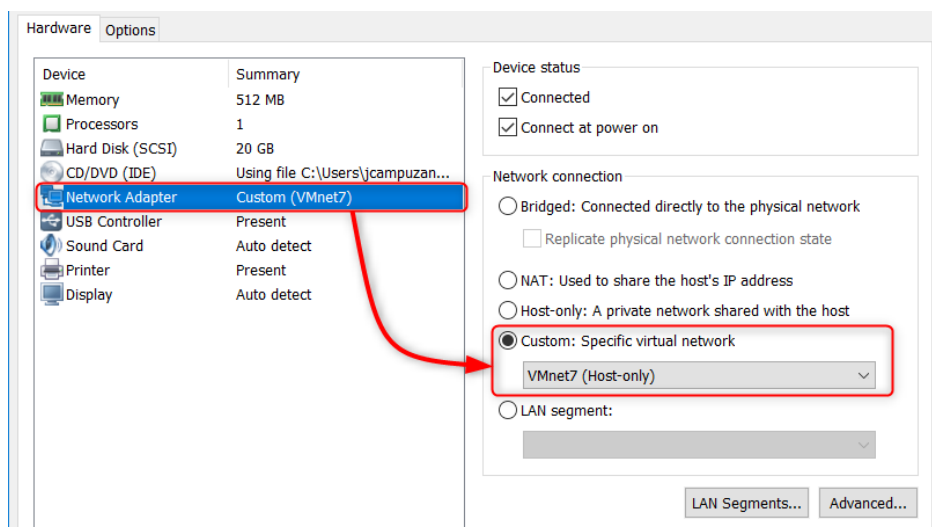 Hardware Options
Device Summary
Memory 512 MB
Processors 1
Hard Disk (SCSI) 20 GB
CD/DVD (IDE) Using file C:\Users\jcampuzan...
Network Adapter Custom (VMnet7)
USB Controller Present
Sound Card Auto detect
Printer Present
Display Auto detect
Device status
Connected
Connect at power on
Network connection
Bridged: Connected directly to the physical network
Replicate physical network connection state
NAT: Used to share the host's IP address
Host-only: A private network shared with the host
Custom: Specific virtual network
VMnet7 (Host-only)
LAN segment:
LAN Segments... Advanced...